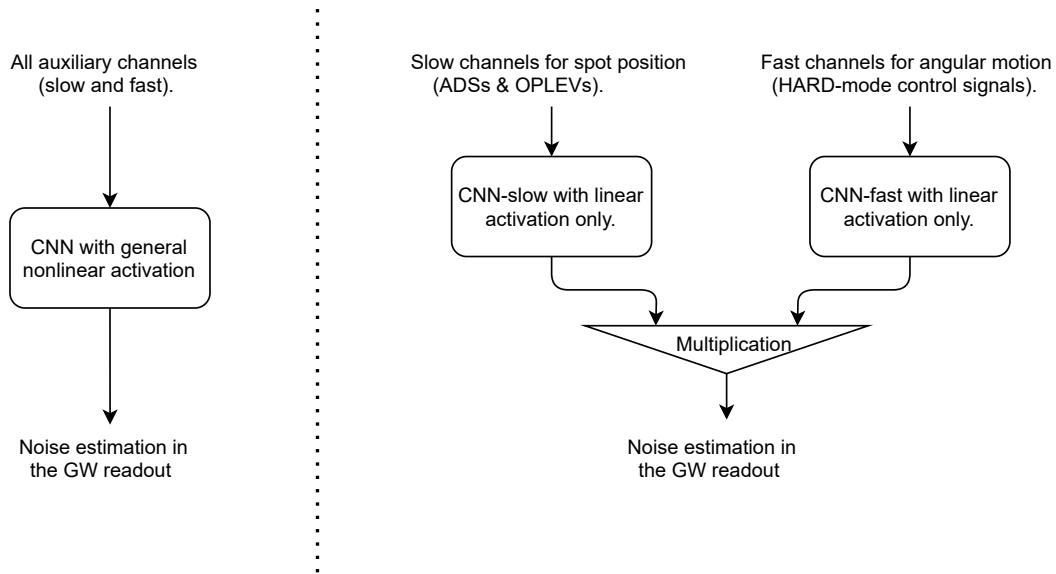 All auxiliary channels
(slow and fast).
CNN with general
nonlinear activation
Noise estimation in
the GW readout
Slow channels for spot position
(ADSs & OPLEVs).
Fast channels for angular motion
(HARD-mode control signals).
CNN-slow with linear
activation only.
CNN-fast with linear
activation only.
Multiplication
Noise estimation in
the GW readout